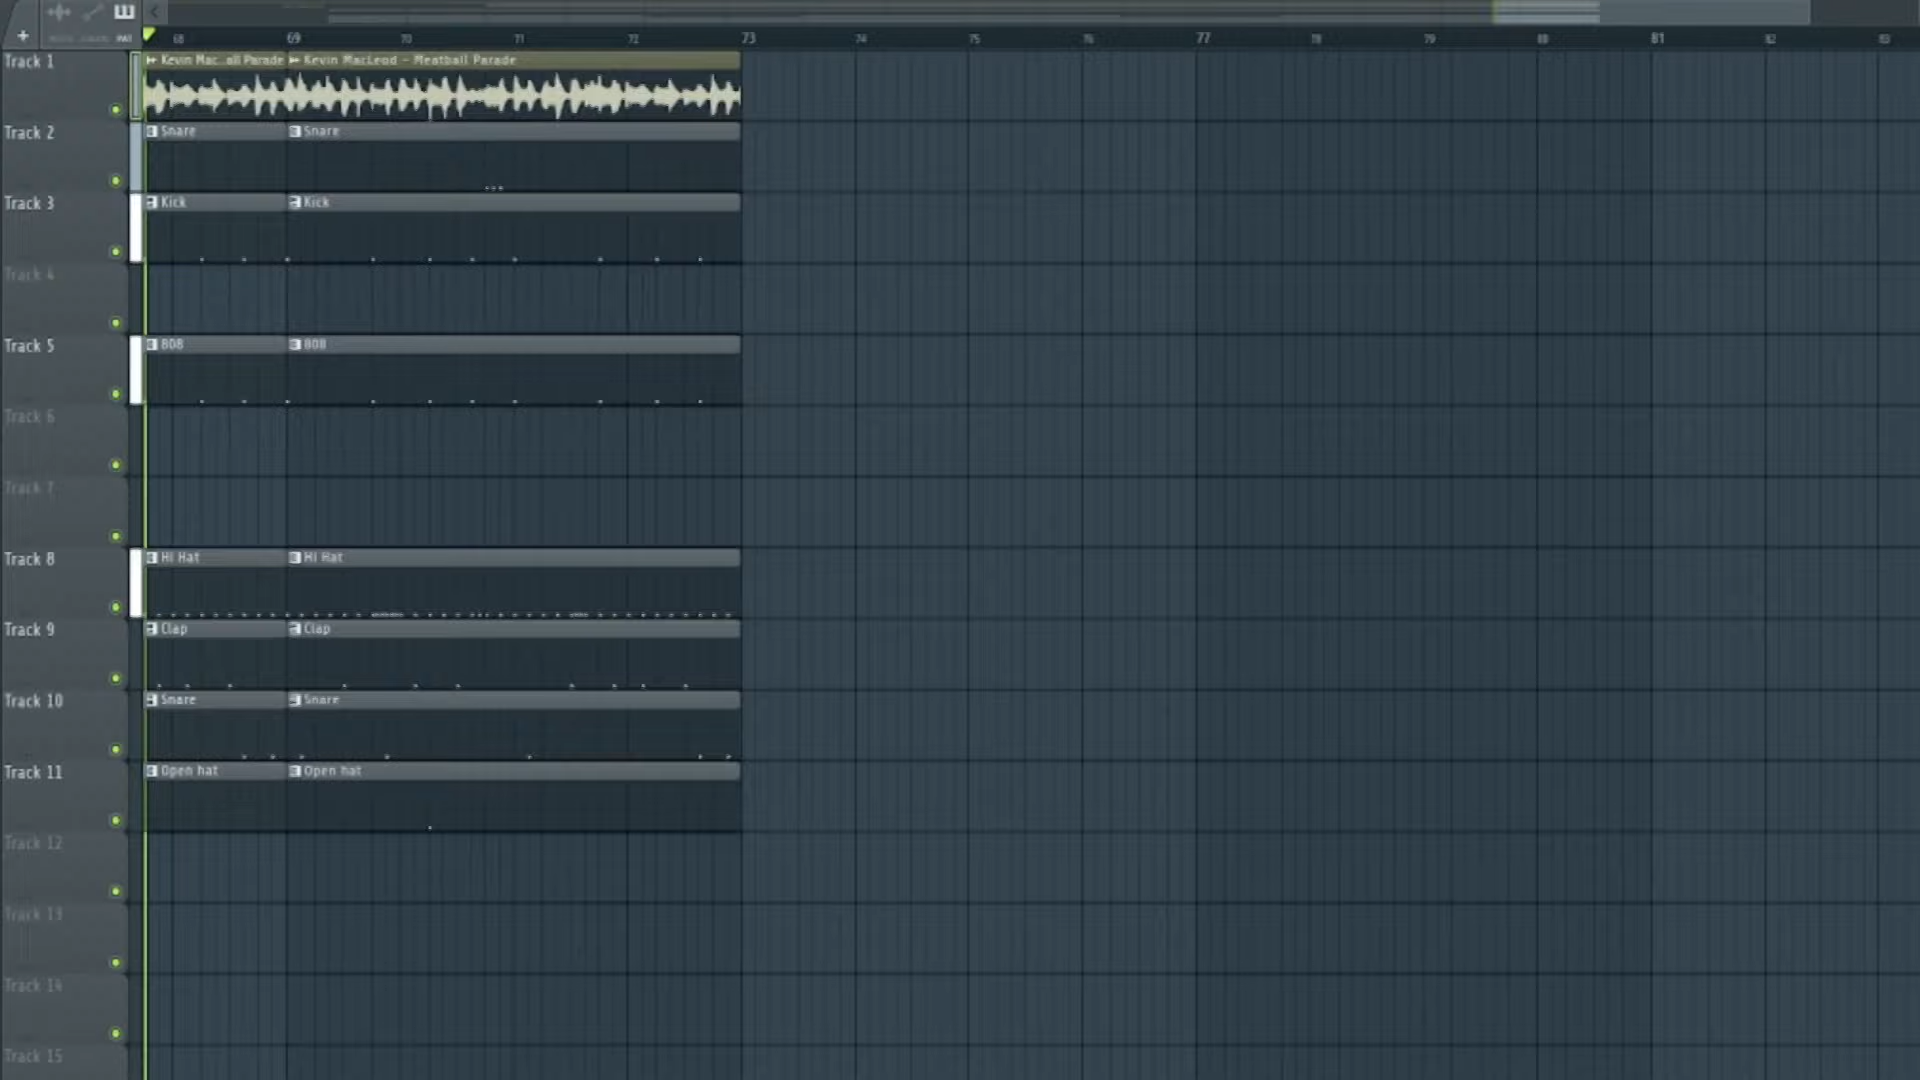 PAT
68 69 70 71 72 73 74 75 76 77 78 79 80 81 82 83
Track 1
Kevin Mac..all Parade Kevin MacLeod - Meatball Parade
Track 2
Snare Snare
Track 3
Kick Kick
Track 4
Track 5
808 808
Track 6
Track 7
Track 8
Hi Hat Hi Hat
Track 9
Clap Clap
Track 10
Snare Snare
Track 11
Open hat Open hat
Track 12
Track 13
Track 14
Track 15